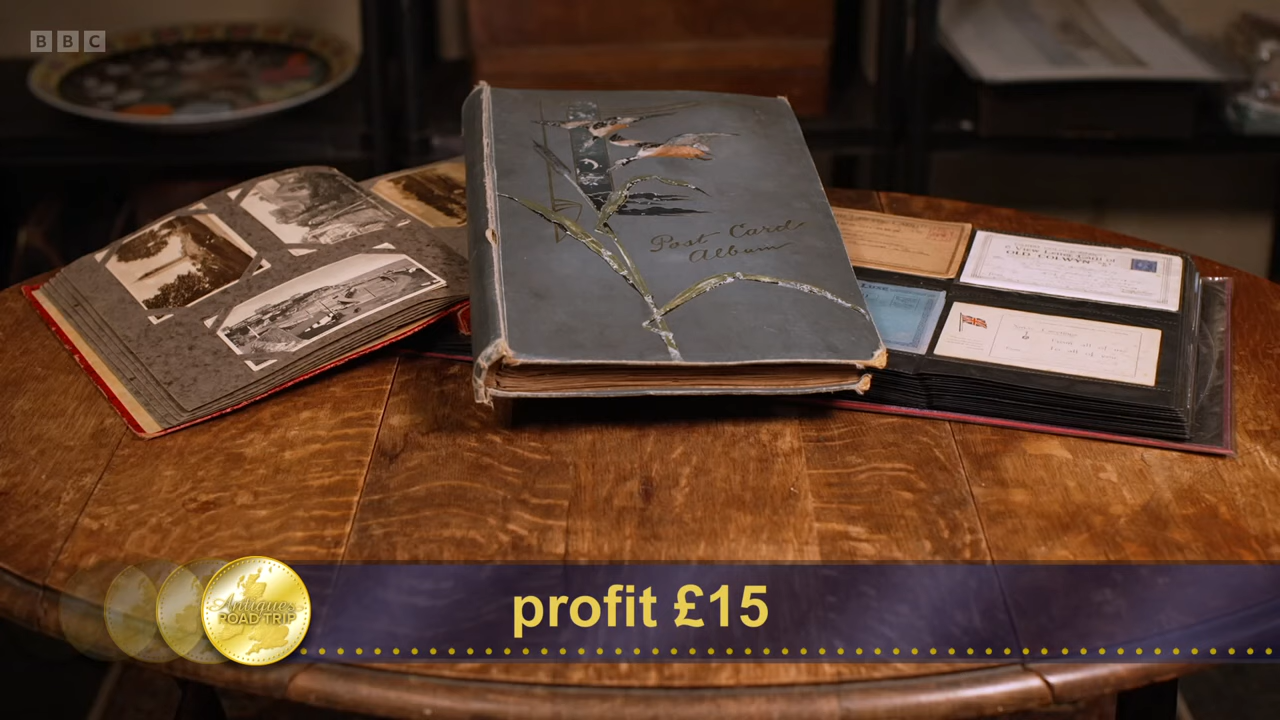 BBC
Post Card
Album
OLD COLWYN
profit £15
Antiques
ROAD TRIP